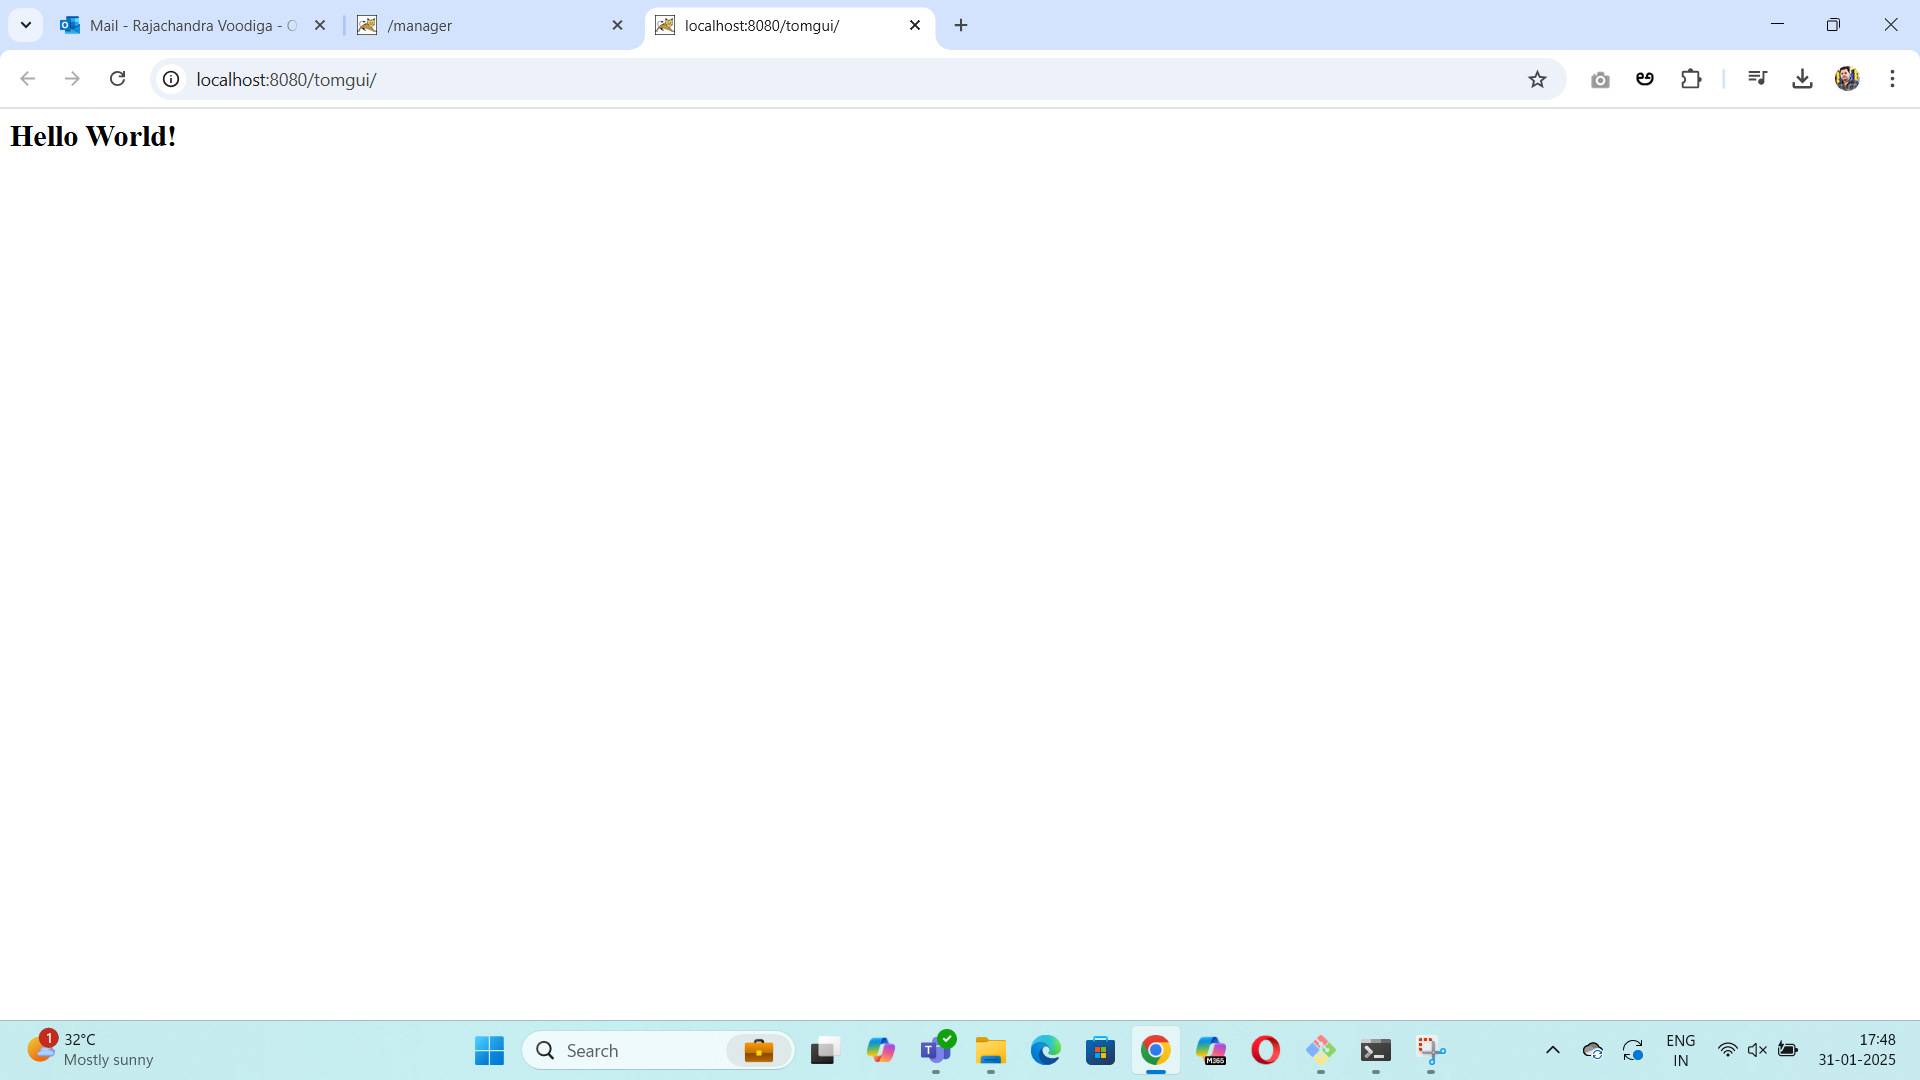 Mail - Rajachandra Voodiga - O
/manager
localhost:8080/tomgui/
localhost:8080/tomgui/
Hello World!
1
32°C
Mostly sunny
Search
T
M365
ENG
IN
17:48
31-01-2025